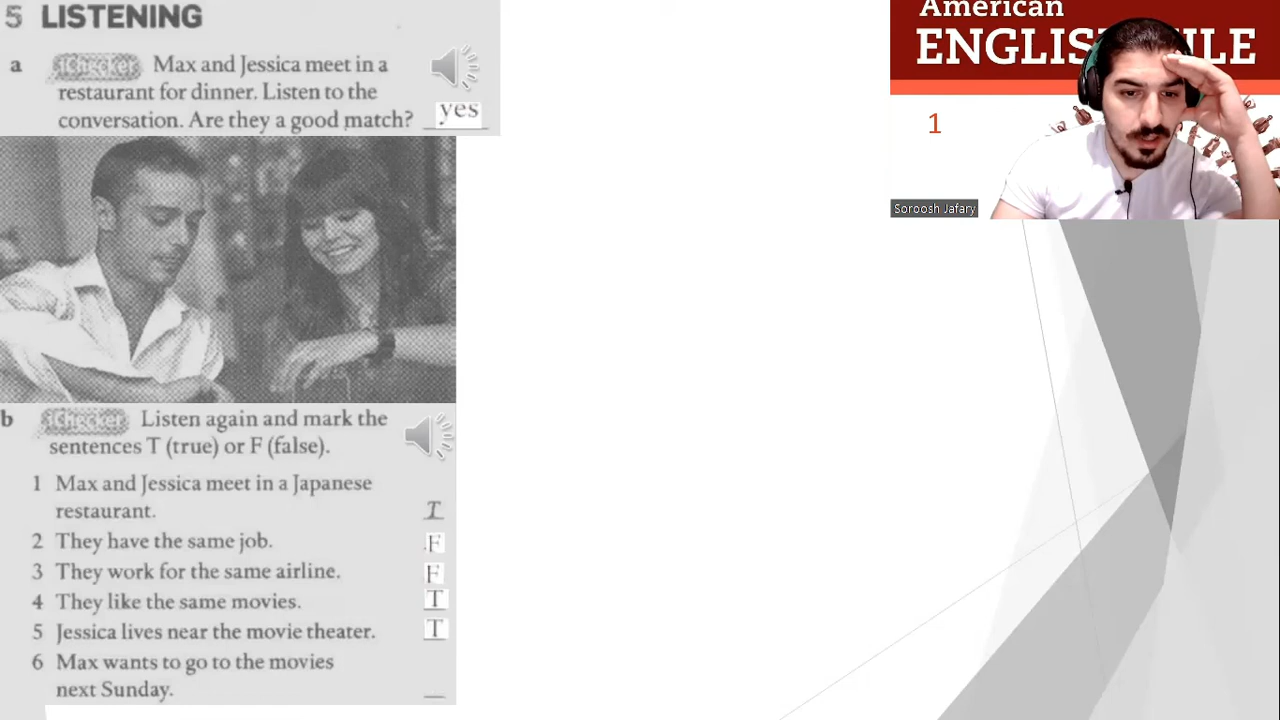 5 LISTENING
a iChecker Max and Jessica meet in a
restaurant for dinner. Listen to the
conversation. Are they a good match? yes
b iChecker Listen again and mark the
sentences T (true) or F (false).
1 Max and Jessica meet in a Japanese
restaurant. T
2 They have the same job. F
3 They work for the same airline. F
4 They like the same movies. T
5 Jessica lives near the movie theater. T
6 Max wants to go to the movies
next Sunday.
American
ENGLIS ILE
1
Soroosh Jafary